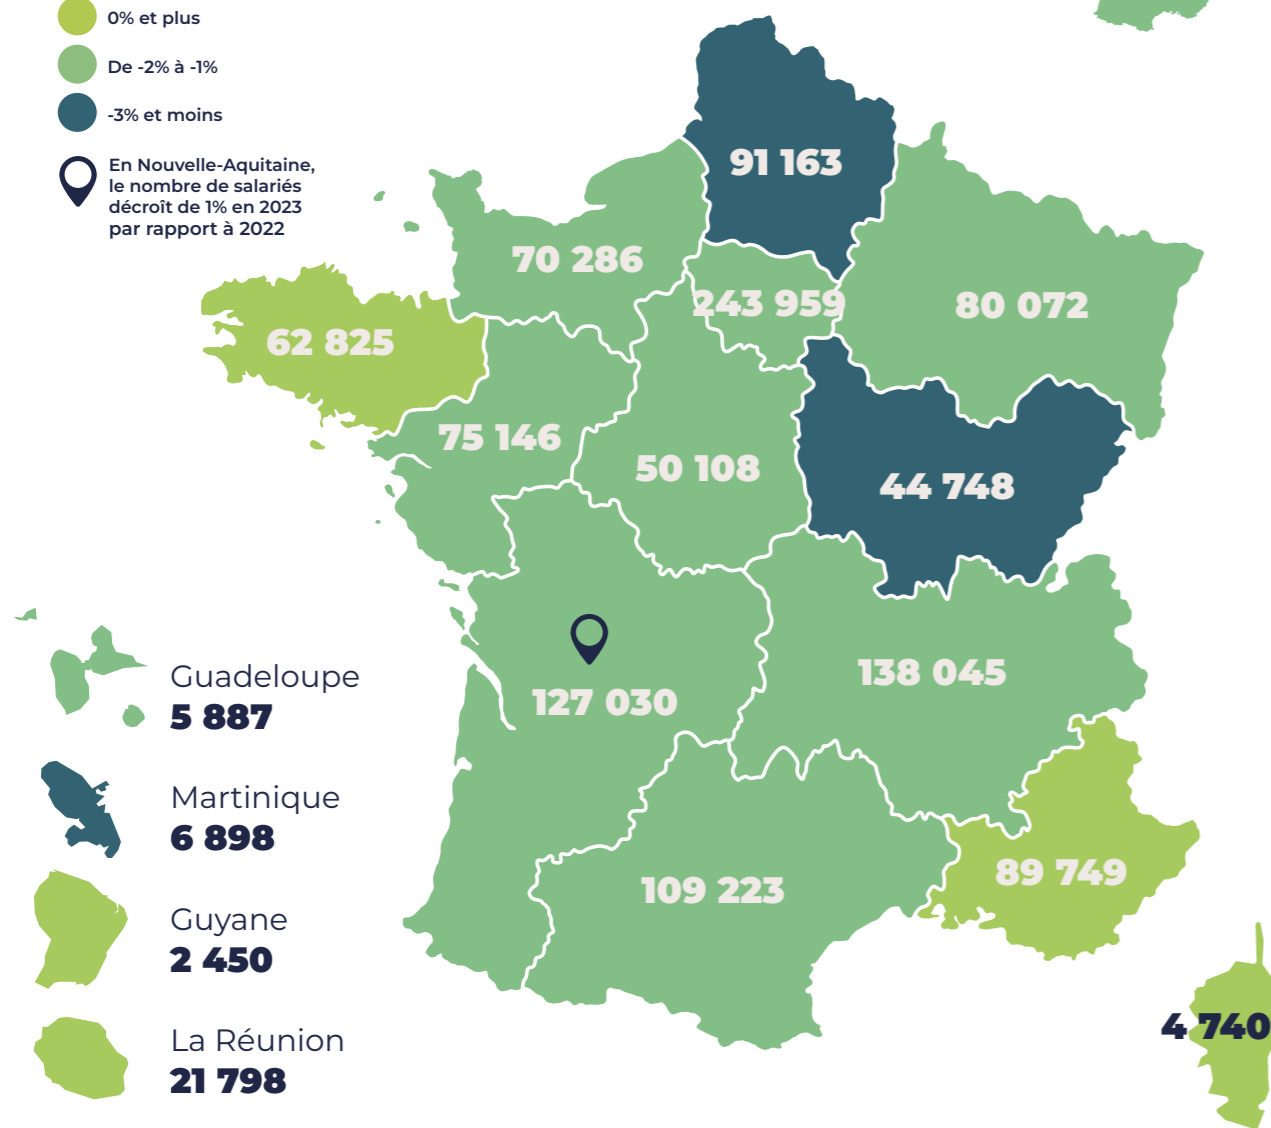 0% et plus
De -2% à -1%
-3% et moins
En Nouvelle-Aquitaine,
le nombre de salariés
décroît de 1% en 2023
par rapport à 2022
91 163
70 286
243 959
80 072
62 825
75 146
50 108
44 748
127 030
138 045
109 223
89 749
4 740
Guadeloupe
5 887
Martinique
6 898
Guyane
2 450
La Réunion
21 798